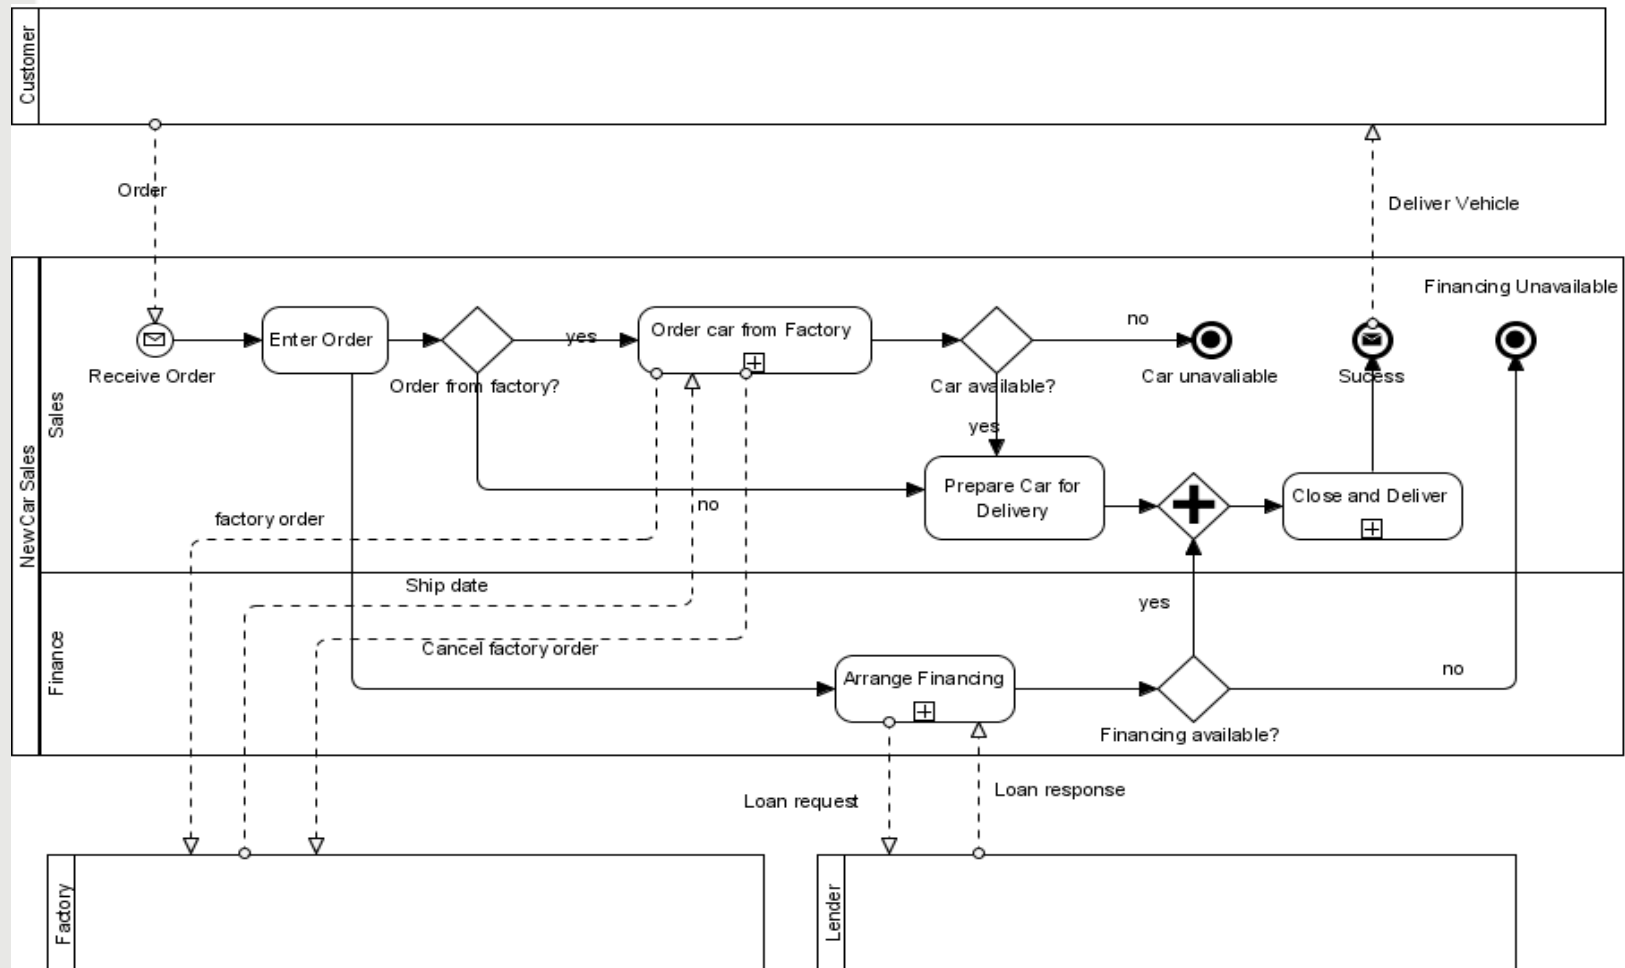 Customer
Order
Deliver Vehicle
NewCar Sales
Sales
Financing Unavailable
Receive Order
Enter Order
Order from factory?
yes
Order car from Factory
Car available?
no
Car unavaliable
Sucess
yes
no
Prepare Car for
Delivery
Close and Deliver
factory order
Finance
Ship date
Cancel factory order
Arrange Financing
yes
Financing available?
no
Loan request
Loan response
Factory
Lender